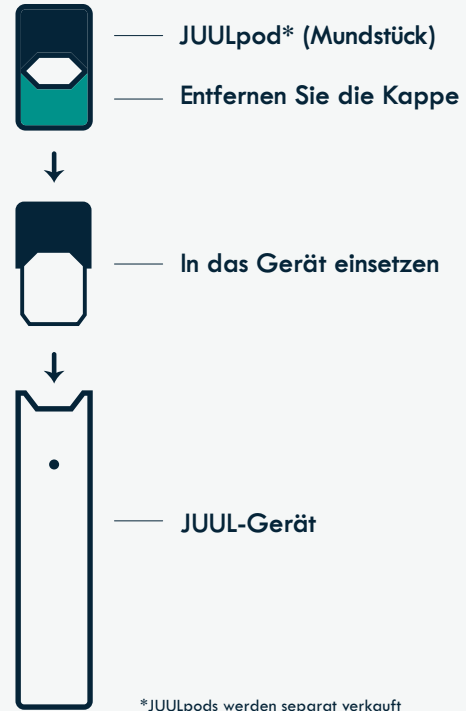 JUULpod* (Mundstück)
Entfernen Sie die Kappe
In das Gerät einsetzen
JUUL-Gerät
*JUULpods werden separat verkauft